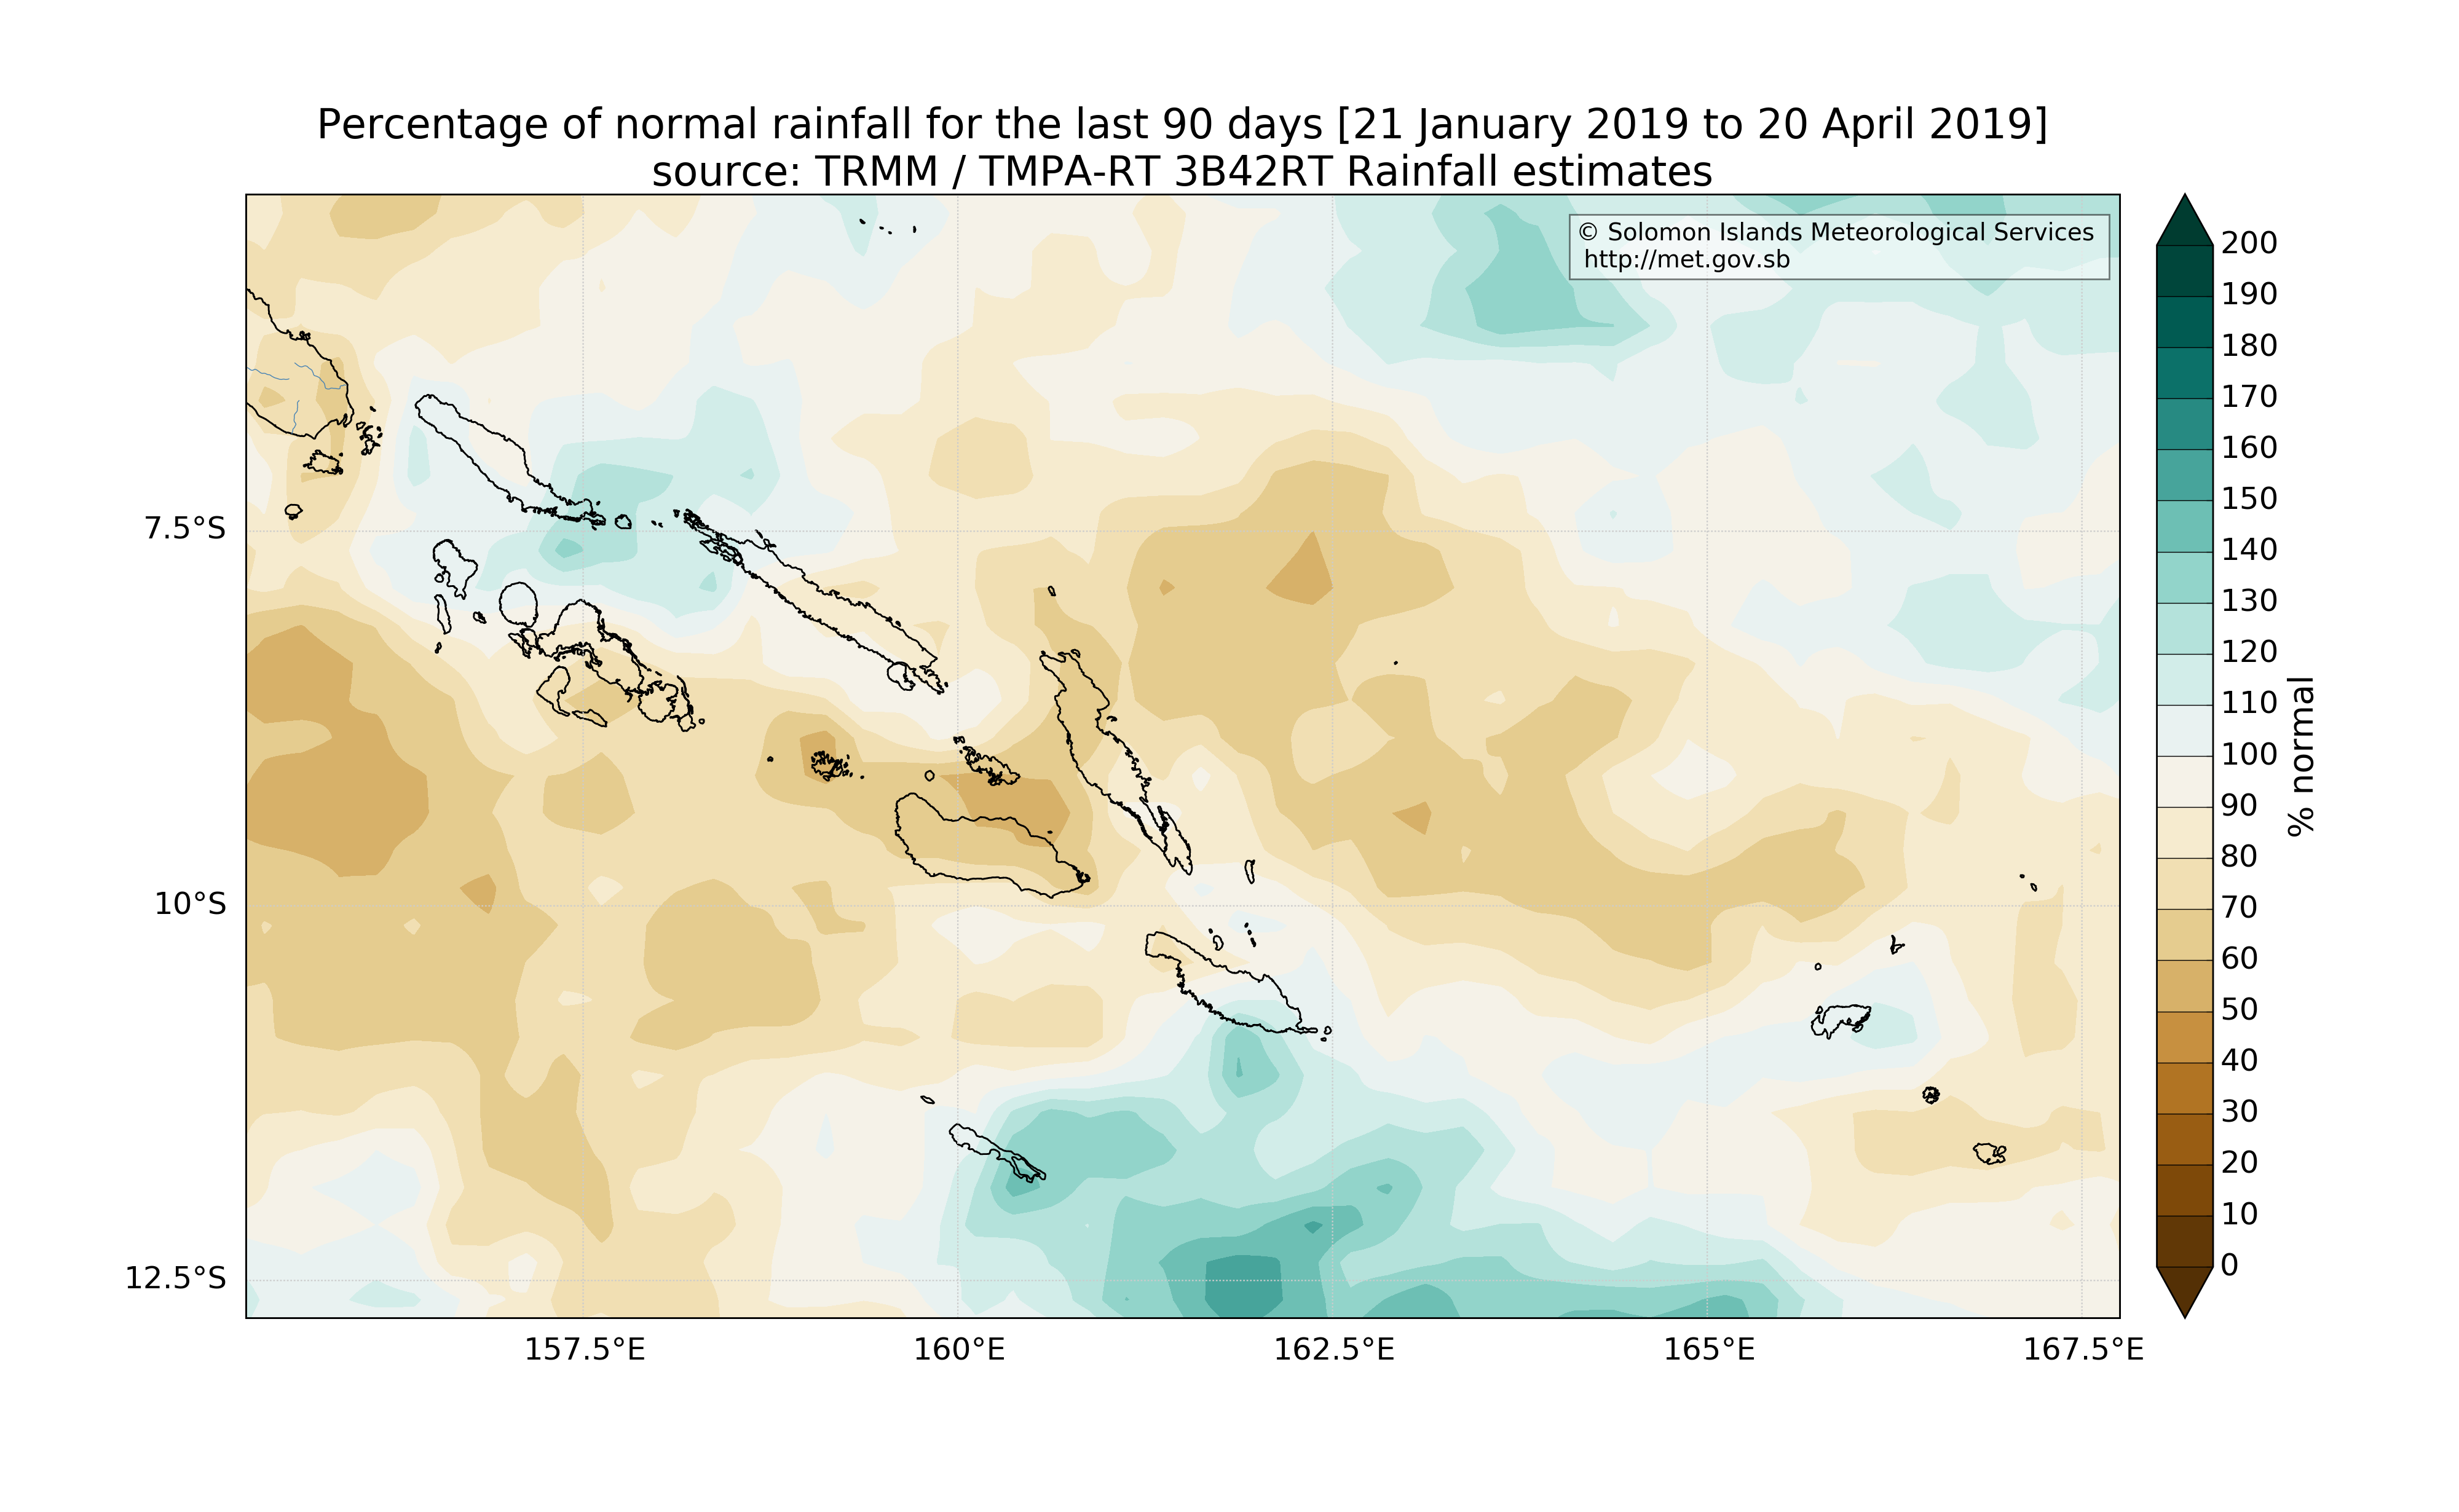 Percentage of normal rainfall for the last 90 days [21 January 2019 to 20 April 2019]
source: TRMM / TMPA-RT 3B42RT Rainfall estimates
© Solomon Islands Meteorological Services
http://met.gov.sb
7.5°S
10°S
12.5°S
157.5°E
160°E
162.5°E
165°E
167.5°E
200
190
180
170
160
150
140
130
120
110
100
90
80
70
60
50
40
30
20
10
0
% normal